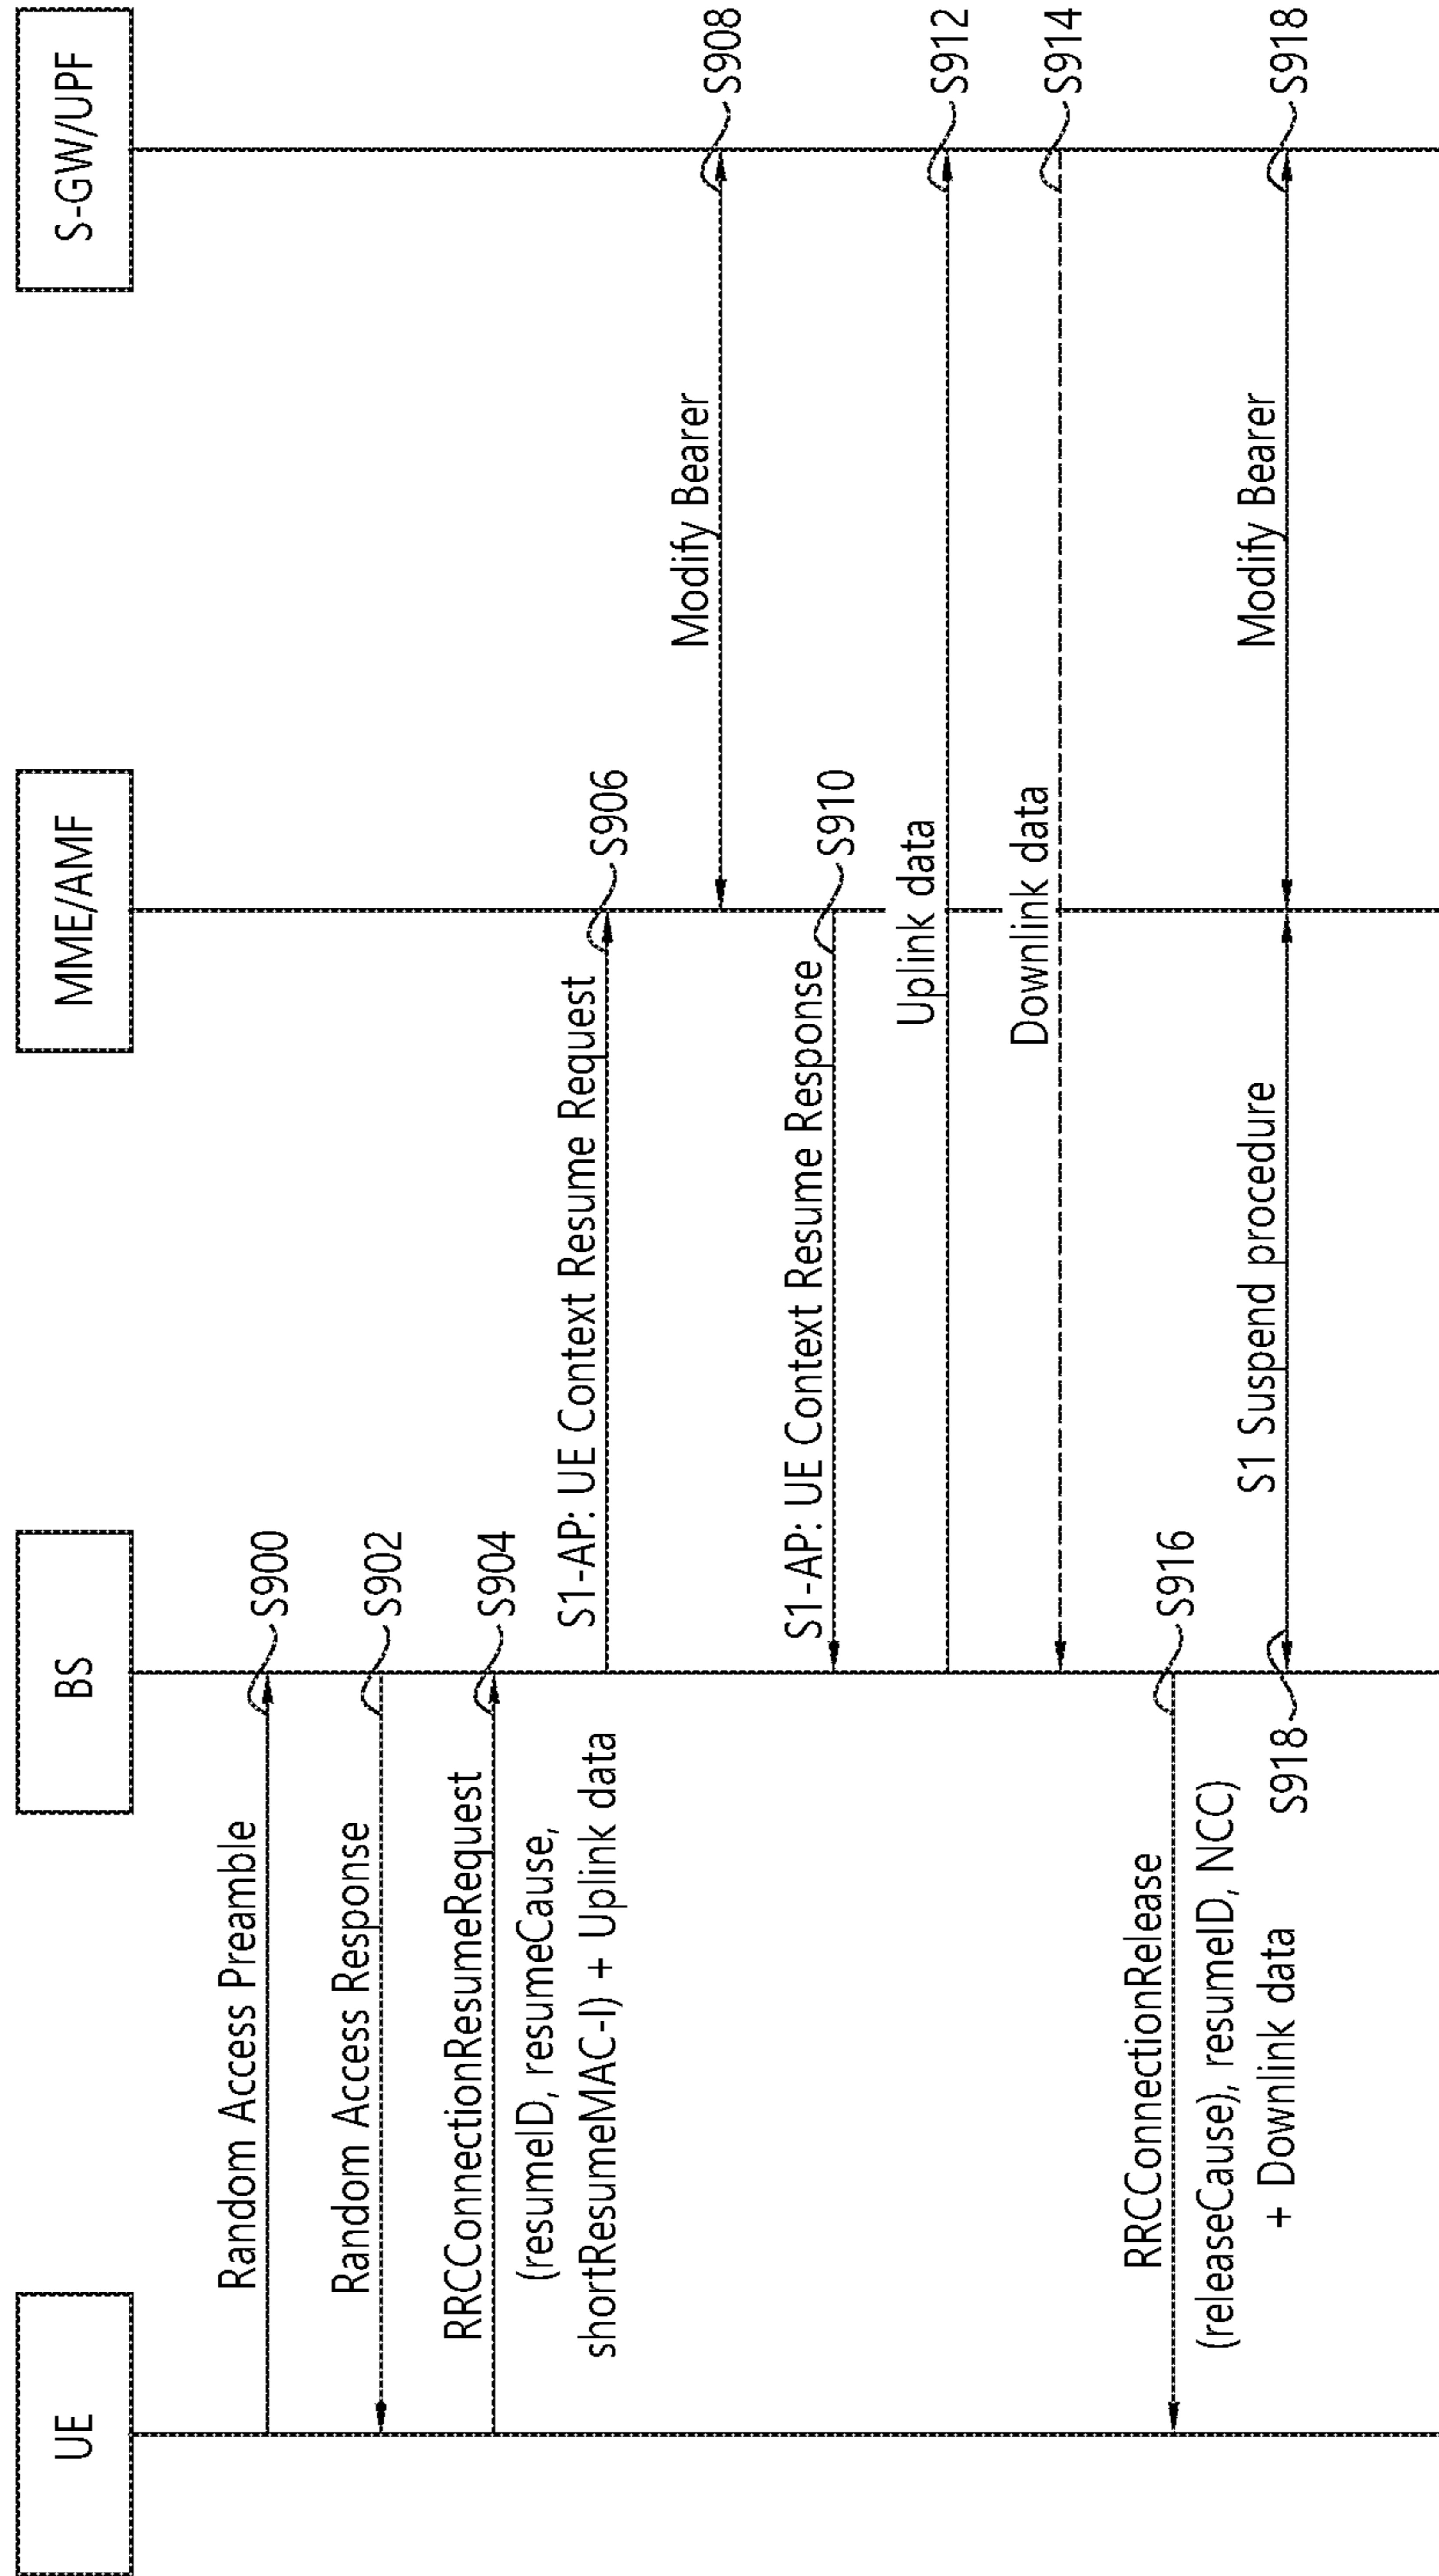 UE
BS
MME/AMF
S-GW/UPF
Random Access Preamble
S900
Random Access Response
S902
RRCConnectionResumeRequest
S904
(resumeID, resumeCause,
shortResumeMAC-I) + Uplink data
S1-AP: UE Context Resume Request
S906
Modify Bearer
S908
S1-AP: UE Context Resume Response
S910
Uplink data
S912
Downlink data
S914
RRCConnectionRelease
S916
(releaseCause), resumeID, NCC)
+ Downlink data
S918
S1 Suspend procedure
Modify Bearer
S918